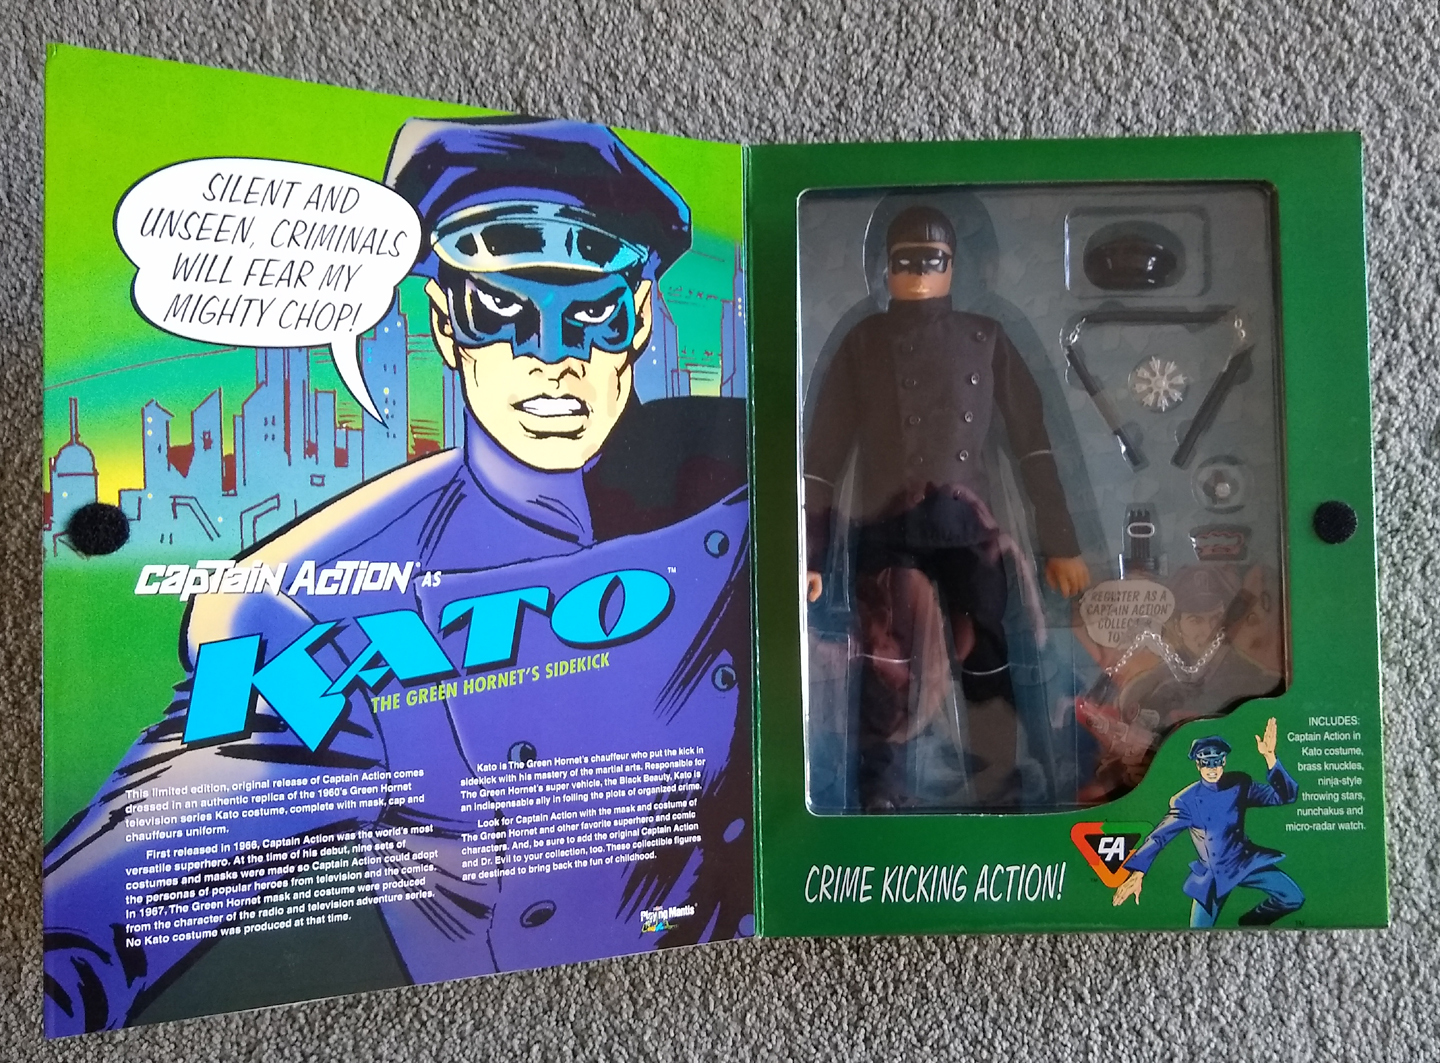 SILENT AND
UNSEEN, CRIMINALS
WILL FEAR MY
MIGHTY CHOP!
CAPTAIN ACTION AS
KATO™
THE GREEN HORNET'S SIDEKICK
This limited edition, original release of Captain Action comes
dressed in an authentic replica of the 1960's Green Hornet
television series Kato costume, complete with mask, cap and
chauffeurs uniform.
First released in 1966, Captain Action was the world's most
versatile superhero. At the time of his debut, nine sets of
costumes and masks were made so Captain Action could adopt
the personas of popular heroes from television and the comics.
In 1967, The Green Hornet mask and costume were produced
from the character of the radio and television adventure series.
No Kato costume was produced at that time.
Kato is The Green Hornet's chauffeur who put the kick in
sidekick with his mastery of the martial arts. Responsible for
The Green Hornet's super vehicle, the Black Beauty, Kato is
an indispensable ally in foiling the plots of organized crime.
Look for Captain Action with the mask and costume of
The Green Hornet and other favorite superhero and comic
characters. And, be sure to add the original Captain Action
and Dr. Evil to your collection, too. These collectible figures
are destined to bring back the fun of childhood.
Playing Mantis
REGISTER AS A
CAPTAIN ACTION
COLLECTOR
TO
INCLUDES:
Captain Action in
Kato costume,
brass knuckles,
ninja-style
throwing stars,
nunchakus and
micro-radar watch.
CA
CRIME KICKING ACTION!